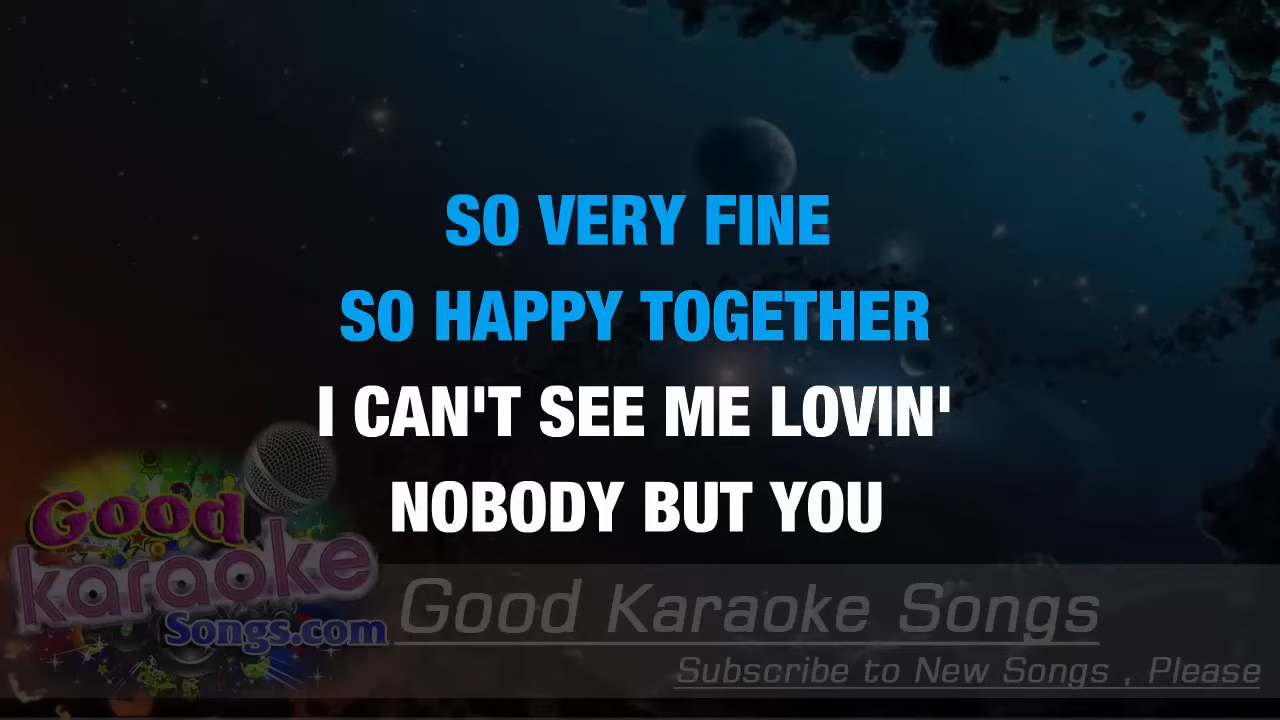 SO VERY FINE
SO HAPPY TOGETHER
I CAN'T SEE ME LOVIN'
NOBODY BUT YOU
Good
karaoke
Songs.com
Good Karaoke Songs
Subscribe to New Songs , Please